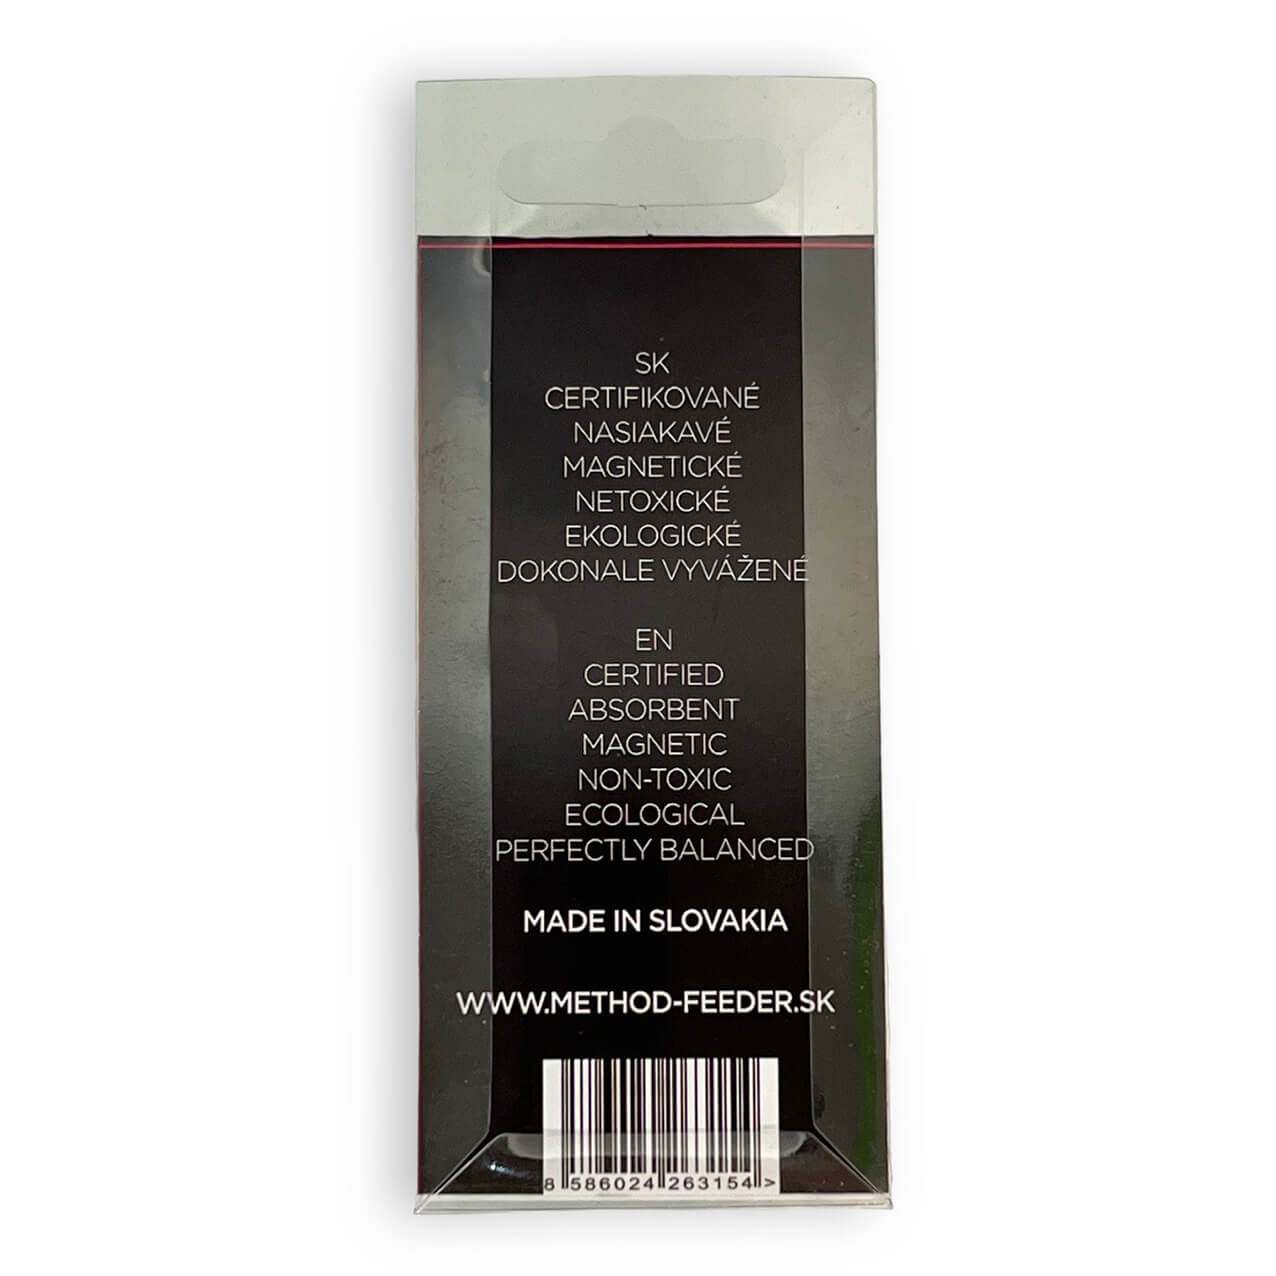 SK
CERTIFIKOVANÉ
NASIAKAVÉ
MAGNETICKÉ
NETOXICKÉ
EKOLOGICKÉ
DOKONALE VYVÁŽENÉ
EN
CERTIFIED
ABSORBENT
MAGNETIC
NON-TOXIC
ECOLOGICAL
PERFECTLY BALANCED
MADE IN SLOVAKIA
WWW.METHOD-FEEDER.SK
8 586024 263154 >